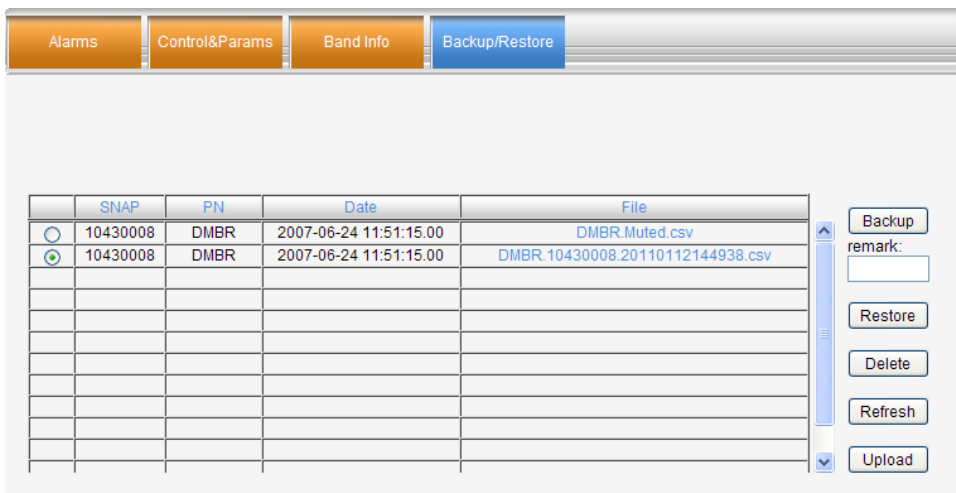 Alarms Control&Params Band Info Backup/Restore
SNAP PN Date File
10430008 DMBR 2007-06-24 11:51:15.00 DMBR.Muted.csv
10430008 DMBR 2007-06-24 11:51:15.00 DMBR.10430008.20110112144938.csv
Backup
remark:
Restore
Delete
Refresh
Upload